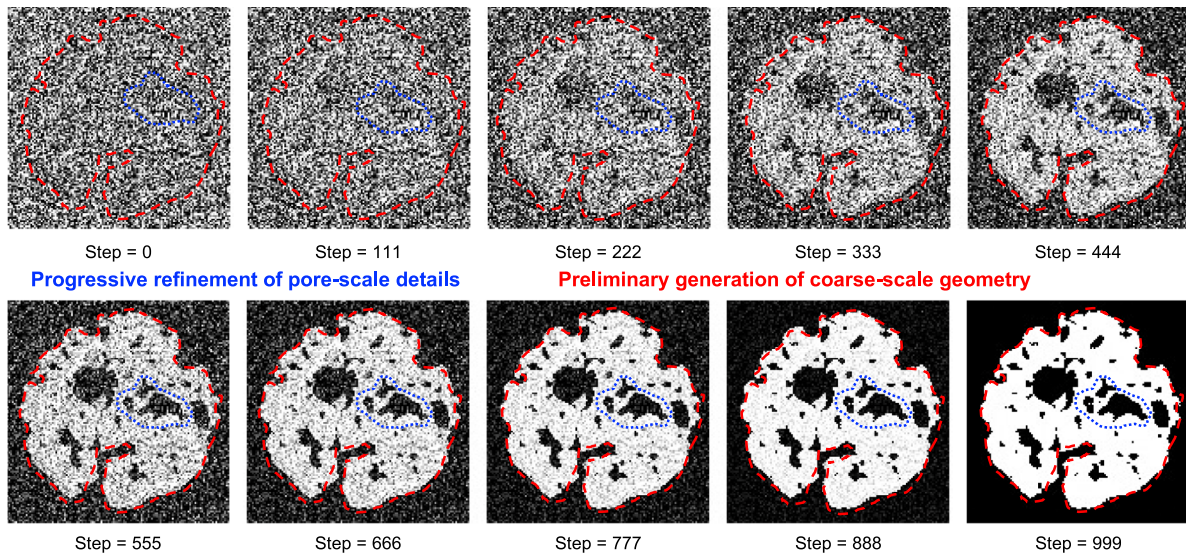 Step = 0
Step = 111
Step = 222
Step = 333
Step = 444
Progressive refinement of pore-scale details
Preliminary generation of coarse-scale geometry
Step = 555
Step = 666
Step = 777
Step = 888
Step = 999